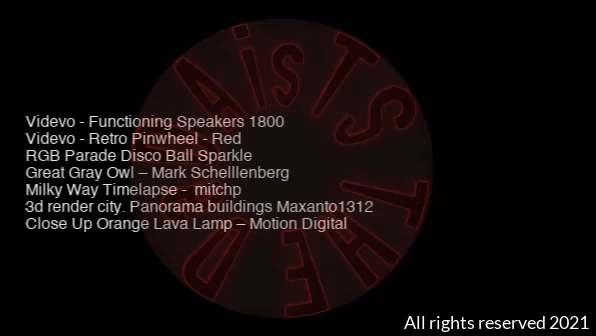 Videvo - Functioning Speakers 1800
Videvo - Retro Pinwheel - Red
RGB Parade Disco Ball Sparkle
Great Gray Owl – Mark Schelllenberg
Milky Way Timelapse - mitchp
3d render city. Panorama buildings Maxanto1312
Close Up Orange Lava Lamp – Motion Digital
All rights reserved 2021
THE